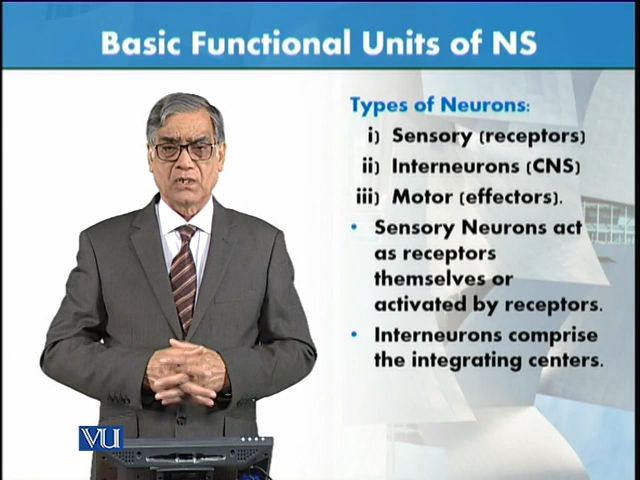 Basic Functional Units of NS
Types of Neurons:
i) Sensory (receptors)
ii) Interneurons (CNS)
iii) Motor (effectors).
• Sensory Neurons act
as receptors
themselves or
activated by receptors.
• Interneurons comprise
the integrating centers.
VU